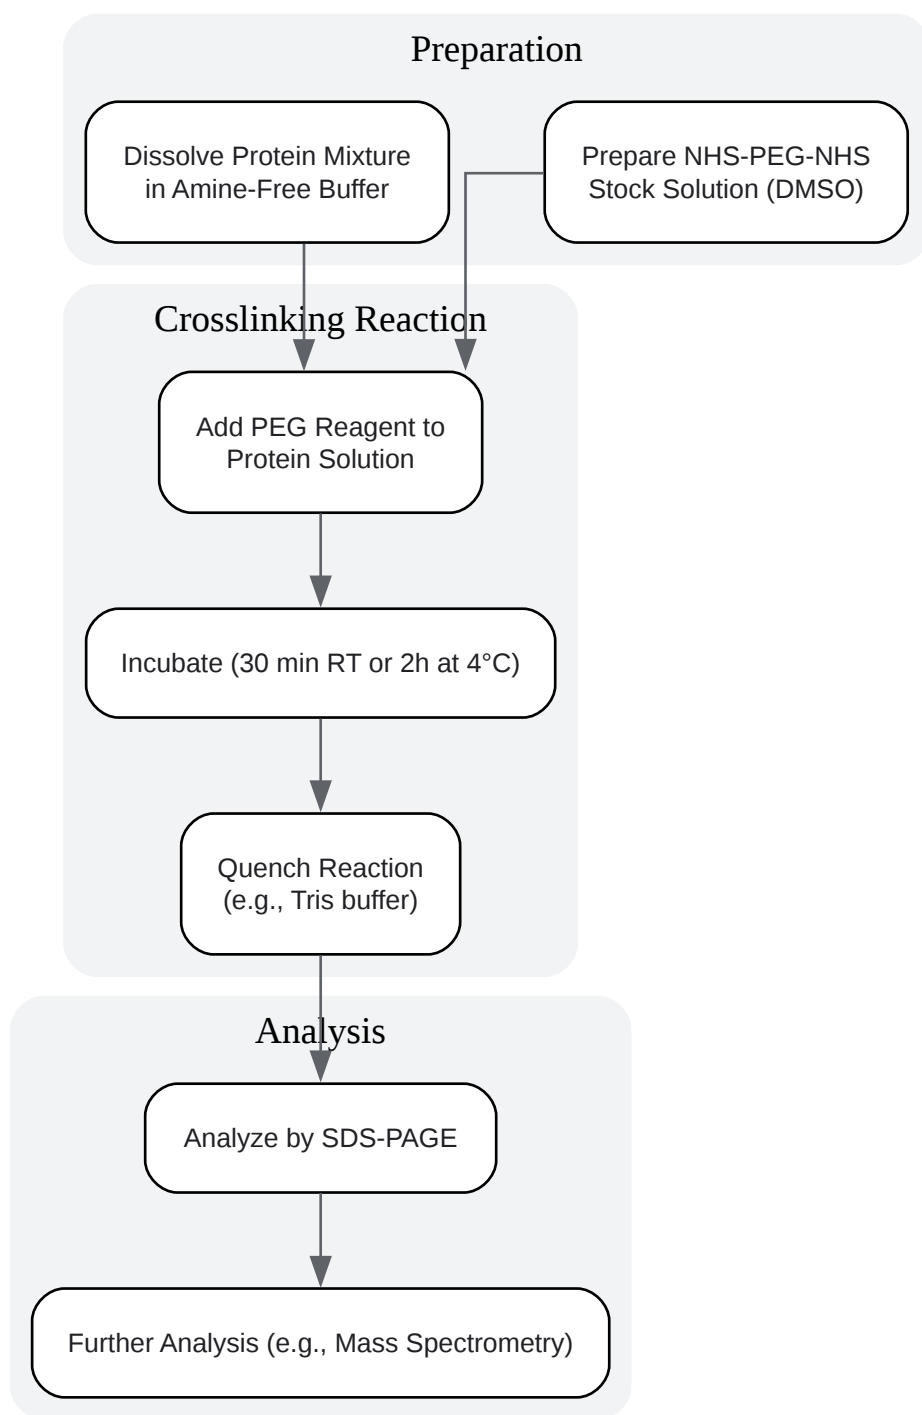 Preparation
Dissolve Protein Mixture
in Amine-Free Buffer
Prepare NHS-PEG-NHS
Stock Solution (DMSO)
Crosslinking Reaction
Add PEG Reagent to
Protein Solution
Incubate (30 min RT or 2h at 4°C)
Quench Reaction
(e.g., Tris buffer)
Analysis
Analyze by SDS-PAGE
Further Analysis (e.g., Mass Spectrometry)